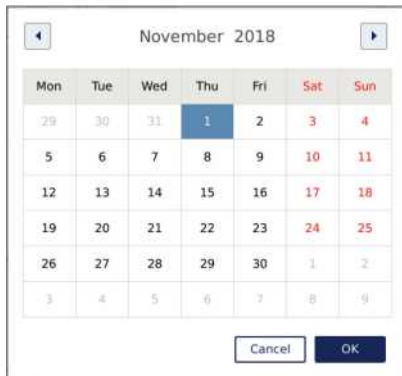 November 2018
Mon Tue Wed Thu Fri Sat Sun
29 30 31 1 2 3 4
5 6 7 8 9 10 11
12 13 14 15 16 17 18
19 20 21 22 23 24 25
26 27 28 29 30 1 2
3 4 5 6 7 8 9
Cancel OK